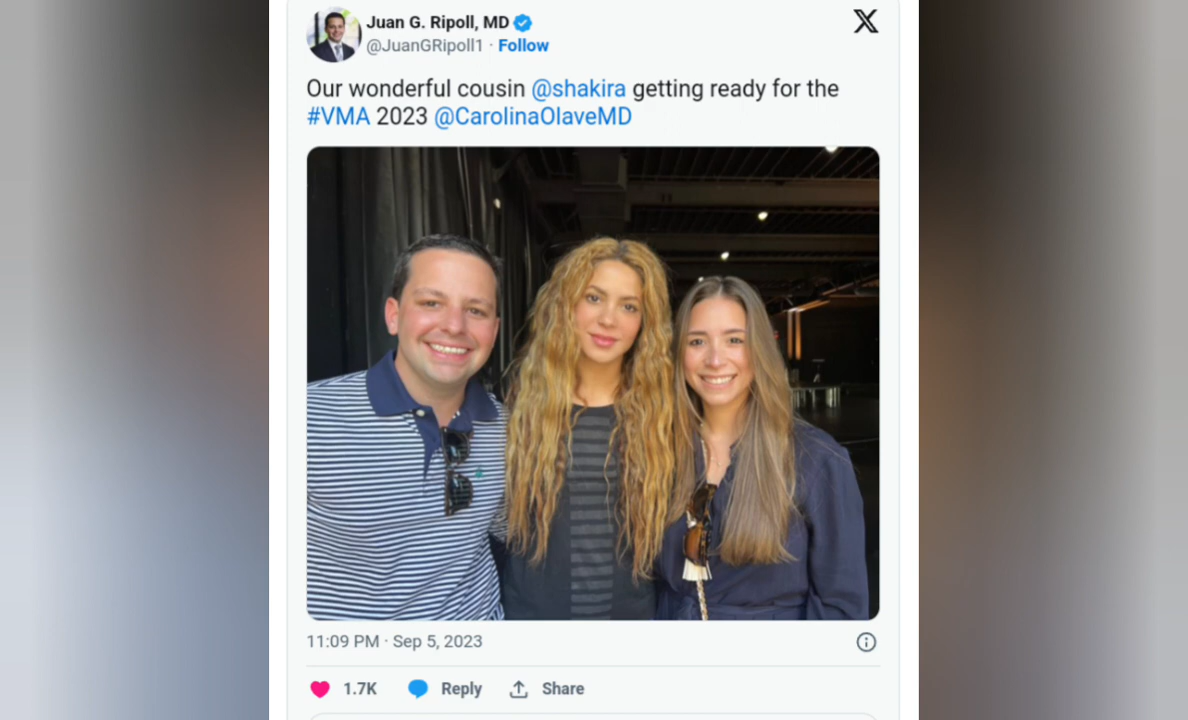 Juan G. Ripoll, MD
@JuanGRipoll1 · Follow
Our wonderful cousin @shakira getting ready for the
#VMA 2023 @CarolinaOlaveMD
11:09 PM · Sep 5, 2023
1.7K Reply Share